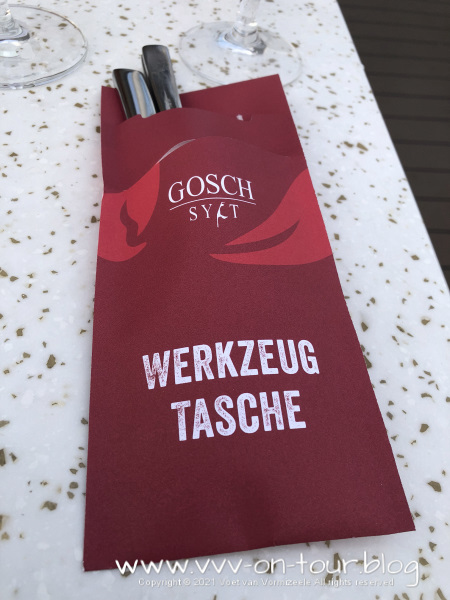 GOSCH
SYLT
WERKZEUG
TASCHE
www.vvv-on-tour.blog
Copyright © 2021 Voet van Vormizeele All rights reserved